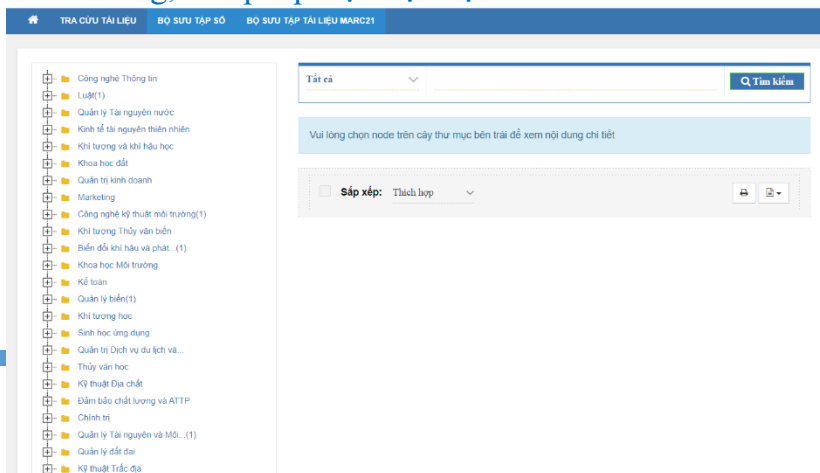 TRA CỨU TÀI LIỆU BỘ SƯU TẬP SỐ BỘ SƯU TẬP TÀI LIỆU MARC21
Công nghệ Thông tin
Luật(1)
Quản lý Tài nguyên nước
Kinh tế tài nguyên thiên nhiên
Khí tượng và khí hậu học
Khoa học đất
Quản trị kinh doanh
Marketing
Công nghệ kỹ thuật môi trường(1)
Khí tượng Thủy văn biển
Biến đổi khí hậu và phát...(1)
Khoa học Môi trường
Kế toán
Quản lý biển(1)
Khí tượng học
Sinh học ứng dụng
Quản trị Dịch vụ du lịch và...
Thủy văn học
Kỹ thuật Địa chất
Đảm bảo chất lượng và ATTP
Chính trị
Quản lý Tài nguyên và Môi...(1)
Quản lý đất đai
Kỹ thuật Trắc địa
Tất cả Tìm kiếm
Vui lòng chọn node trên cây thư mục bên trái để xem nội dung chi tiết
Sắp xếp: Thích hợp